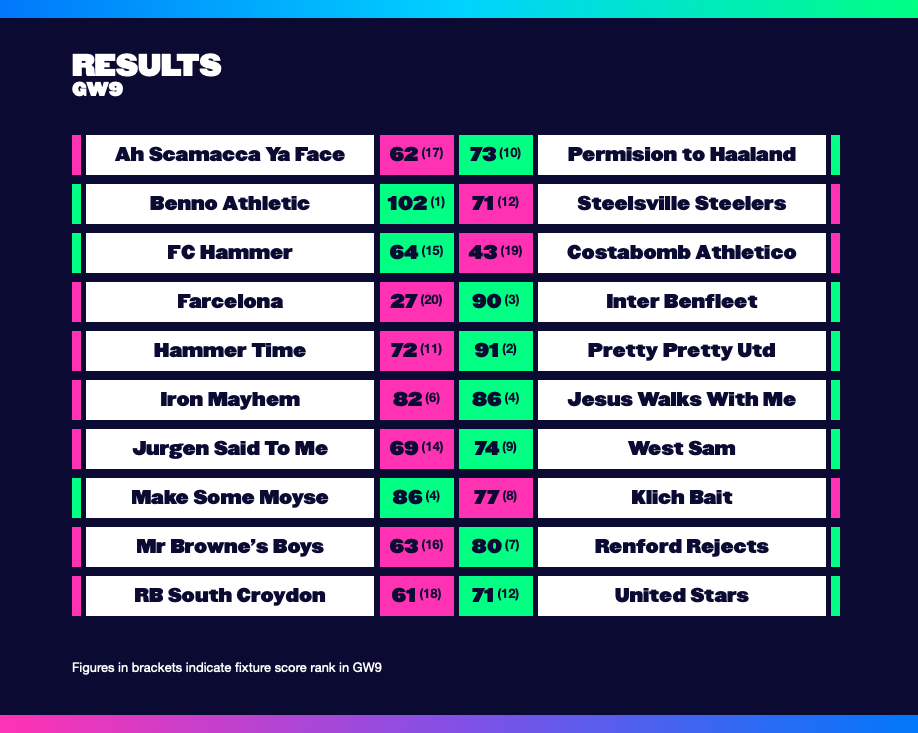 RESULTS
GW9
Ah Scamacca Ya Face 62 (17) 73 (10) Permision to Haaland
Benno Athletic 102 (1) 71 (12) Steelsville Steelers
FC Hammer 64 (15) 43 (19) Costabomb Athletico
Farcelona 27 (20) 90 (3) Inter Benfleet
Hammer Time 72 (11) 91 (2) Pretty Pretty Utd
Iron Mayhem 82 (6) 86 (4) Jesus Walks With Me
Jurgen Said To Me 69 (14) 74 (9) West Sam
Make Some Moyse 86 (4) 77 (8) Klich Bait
Mr Browne’s Boys 63 (16) 80 (7) Renford Rejects
RB South Croydon 61 (18) 71 (12) United Stars
Figures in brackets indicate fixture score rank in GW9